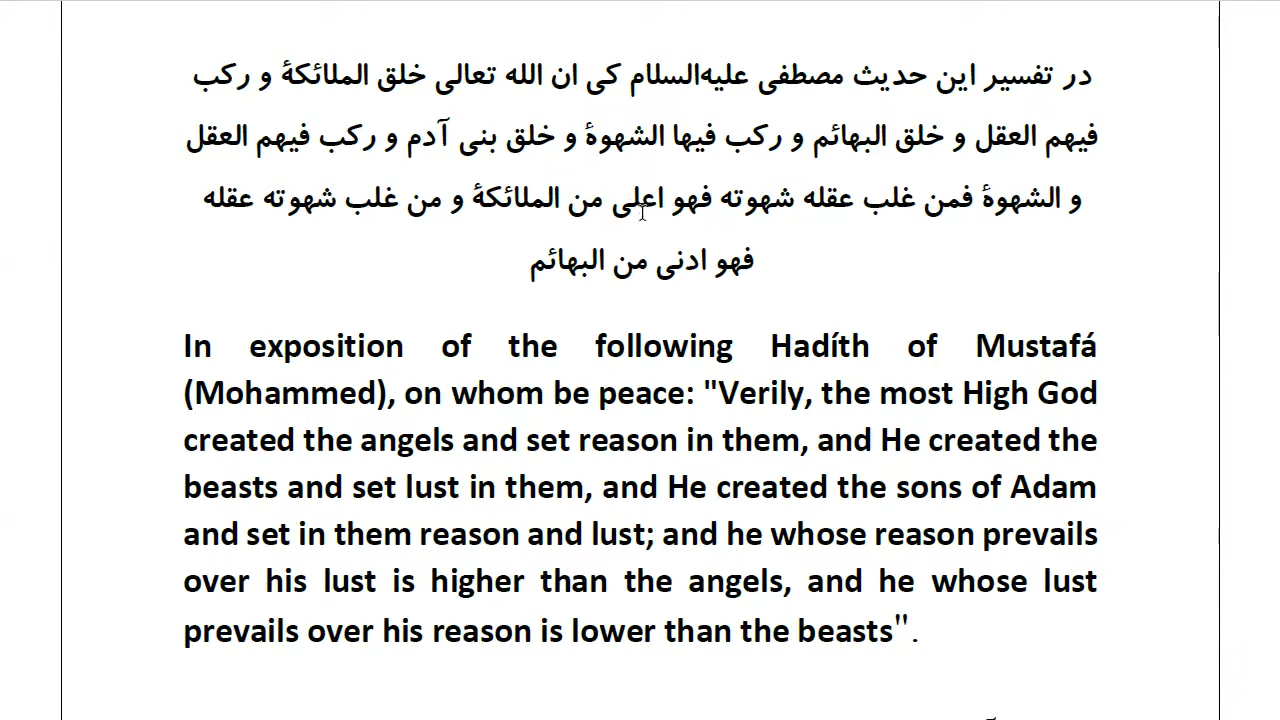 در تفسیر این حدیث مصطفی علیه‌السلام کی ان الله تعالی خلق الملائکهٔ و رکب
فیهم العقل و خلق البهائم و رکب فیها الشهوهٔ و خلق بنی آدم و رکب فیهم العقل
و الشهوهٔ فمن غلب عقله شهوته فهو اعلی من الملائکهٔ و من غلب شهوته عقله
فهو ادنی من البهائم
In exposition of the following Hadíth of Mustafá
(Mohammed), on whom be peace: "Verily, the most High God
created the angels and set reason in them, and He created the
beasts and set lust in them, and He created the sons of Adam
and set in them reason and lust; and he whose reason prevails
over his lust is higher than the angels, and he whose lust
prevails over his reason is lower than the beasts".